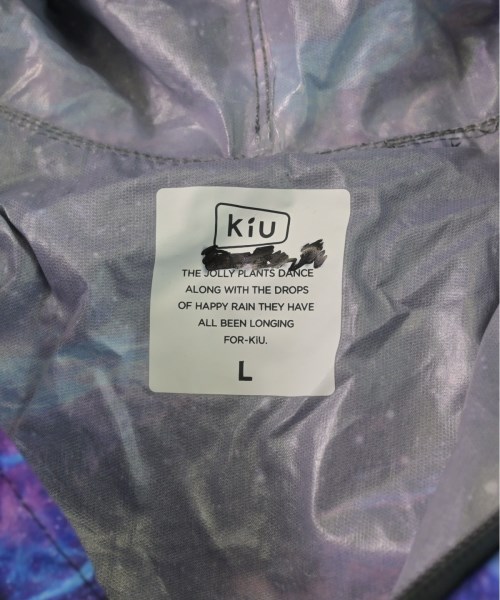 kiu
THE JOLLY PLANTS DANCE
ALONG WITH THE DROPS
OF HAPPY RAIN THEY HAVE
ALL BEEN LONGING
FOR-KiU.
L